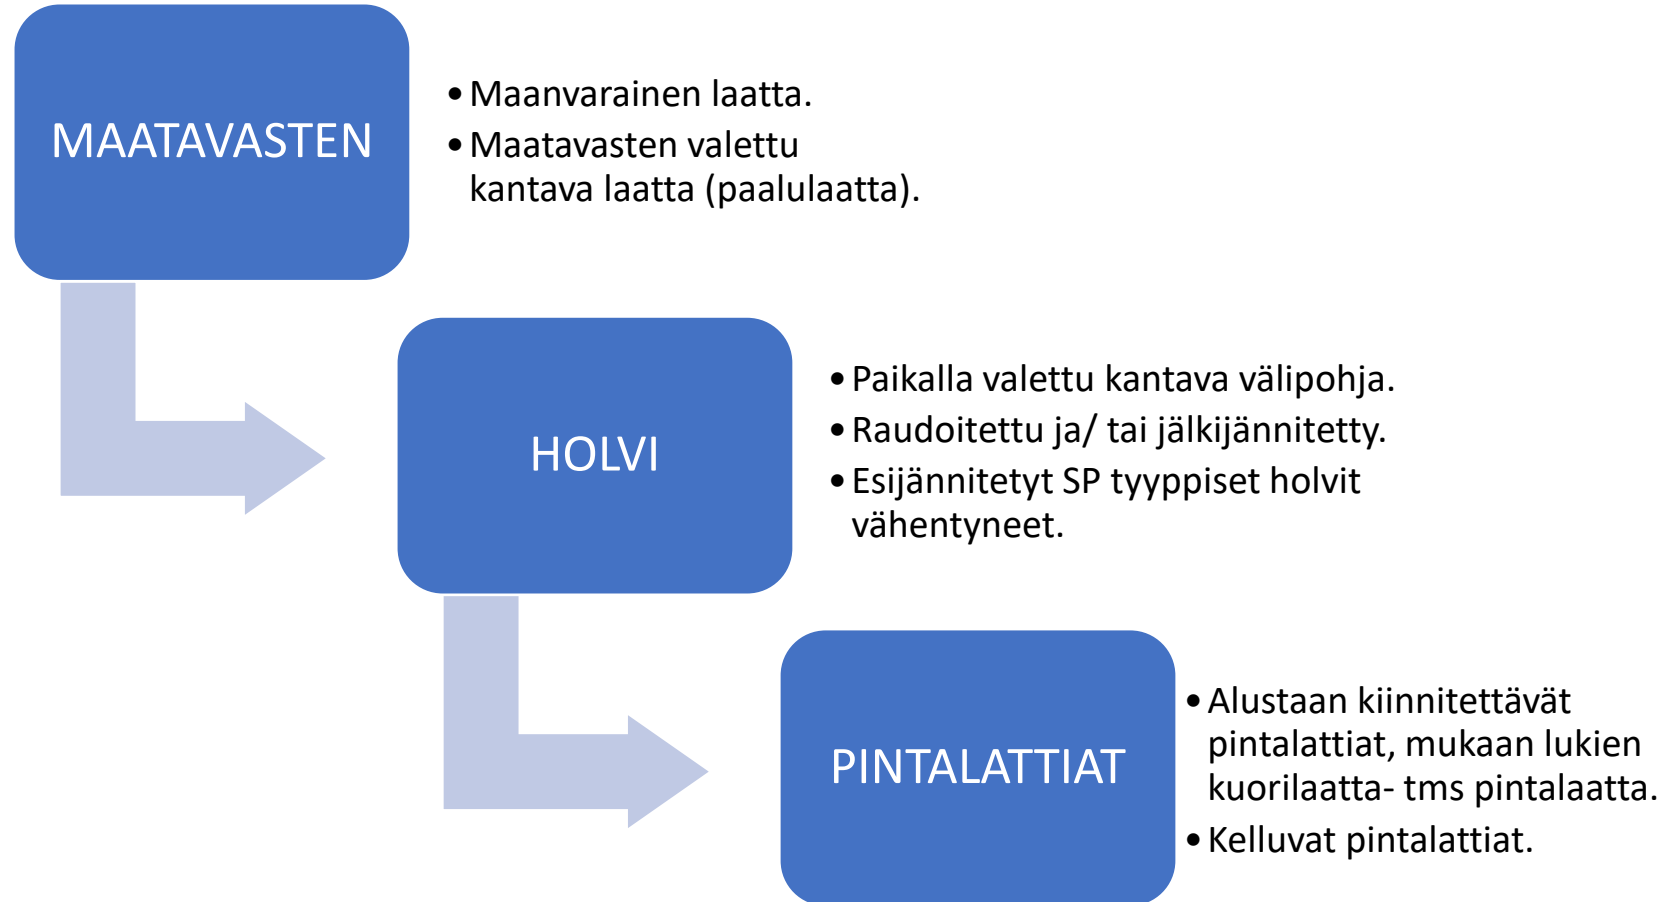 MAATAVASTEN
•Maanvarainen laatta.
•Maatavasten valettu
kantava laatta (paalulaatta).
HOLVI
•Paikalla valettu kantava välipohja.
•Raudoitettu ja/ tai jälkijännitetty.
•Esijännitetyt SP tyyppiset holvit
vähentyneet.
PINTALATTIAT
•Alustaan kiinnitettävät
pintalattiat, mukaan lukien
kuorilaatta- tms pintalaatta.
•Kelluvat pintalattiat.